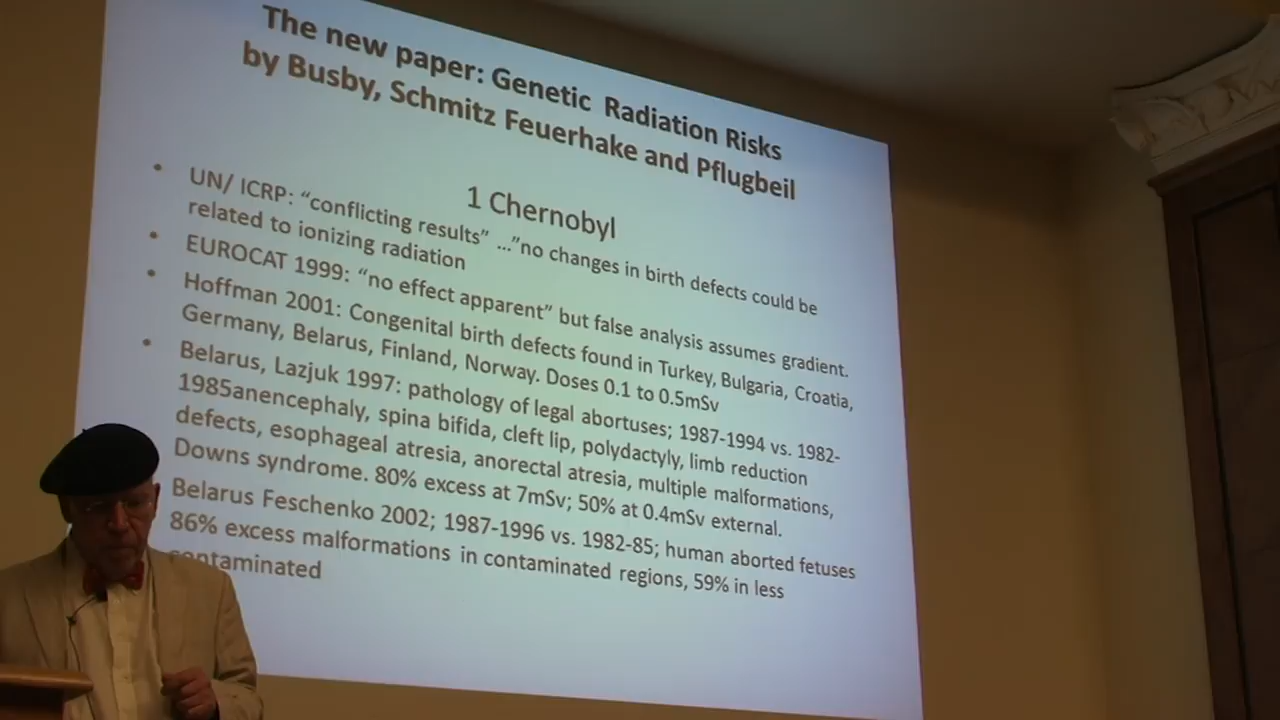 The new paper: Genetic Radiation Risks
by Busby, Schmitz Feuerhake and Pflugbeil
1 Chernobyl
• UN/ ICRP: “conflicting results” ...”no changes in birth defects could be
related to ionizing radiation
• EUROCAT 1999: “no effect apparent” but false analysis assumes gradient.
• Hoffman 2001: Congenital birth defects found in Turkey, Bulgaria, Croatia,
Germany, Belarus, Finland, Norway. Doses 0.1 to 0.5mSv
• Belarus, Lazjuk 1997: pathology of legal abortuses; 1987-1994 vs. 1982-
1985anencephaly, spina bifida, cleft lip, polydactyly, limb reduction
defects, esophageal atresia, anorectal atresia, multiple malformations,
Downs syndrome. 80% excess at 7mSv; 50% at 0.4mSv external.
Belarus Feschenko 2002; 1987-1996 vs. 1982-85; human aborted fetuses
86% excess malformations in contaminated regions, 59% in less
contaminated